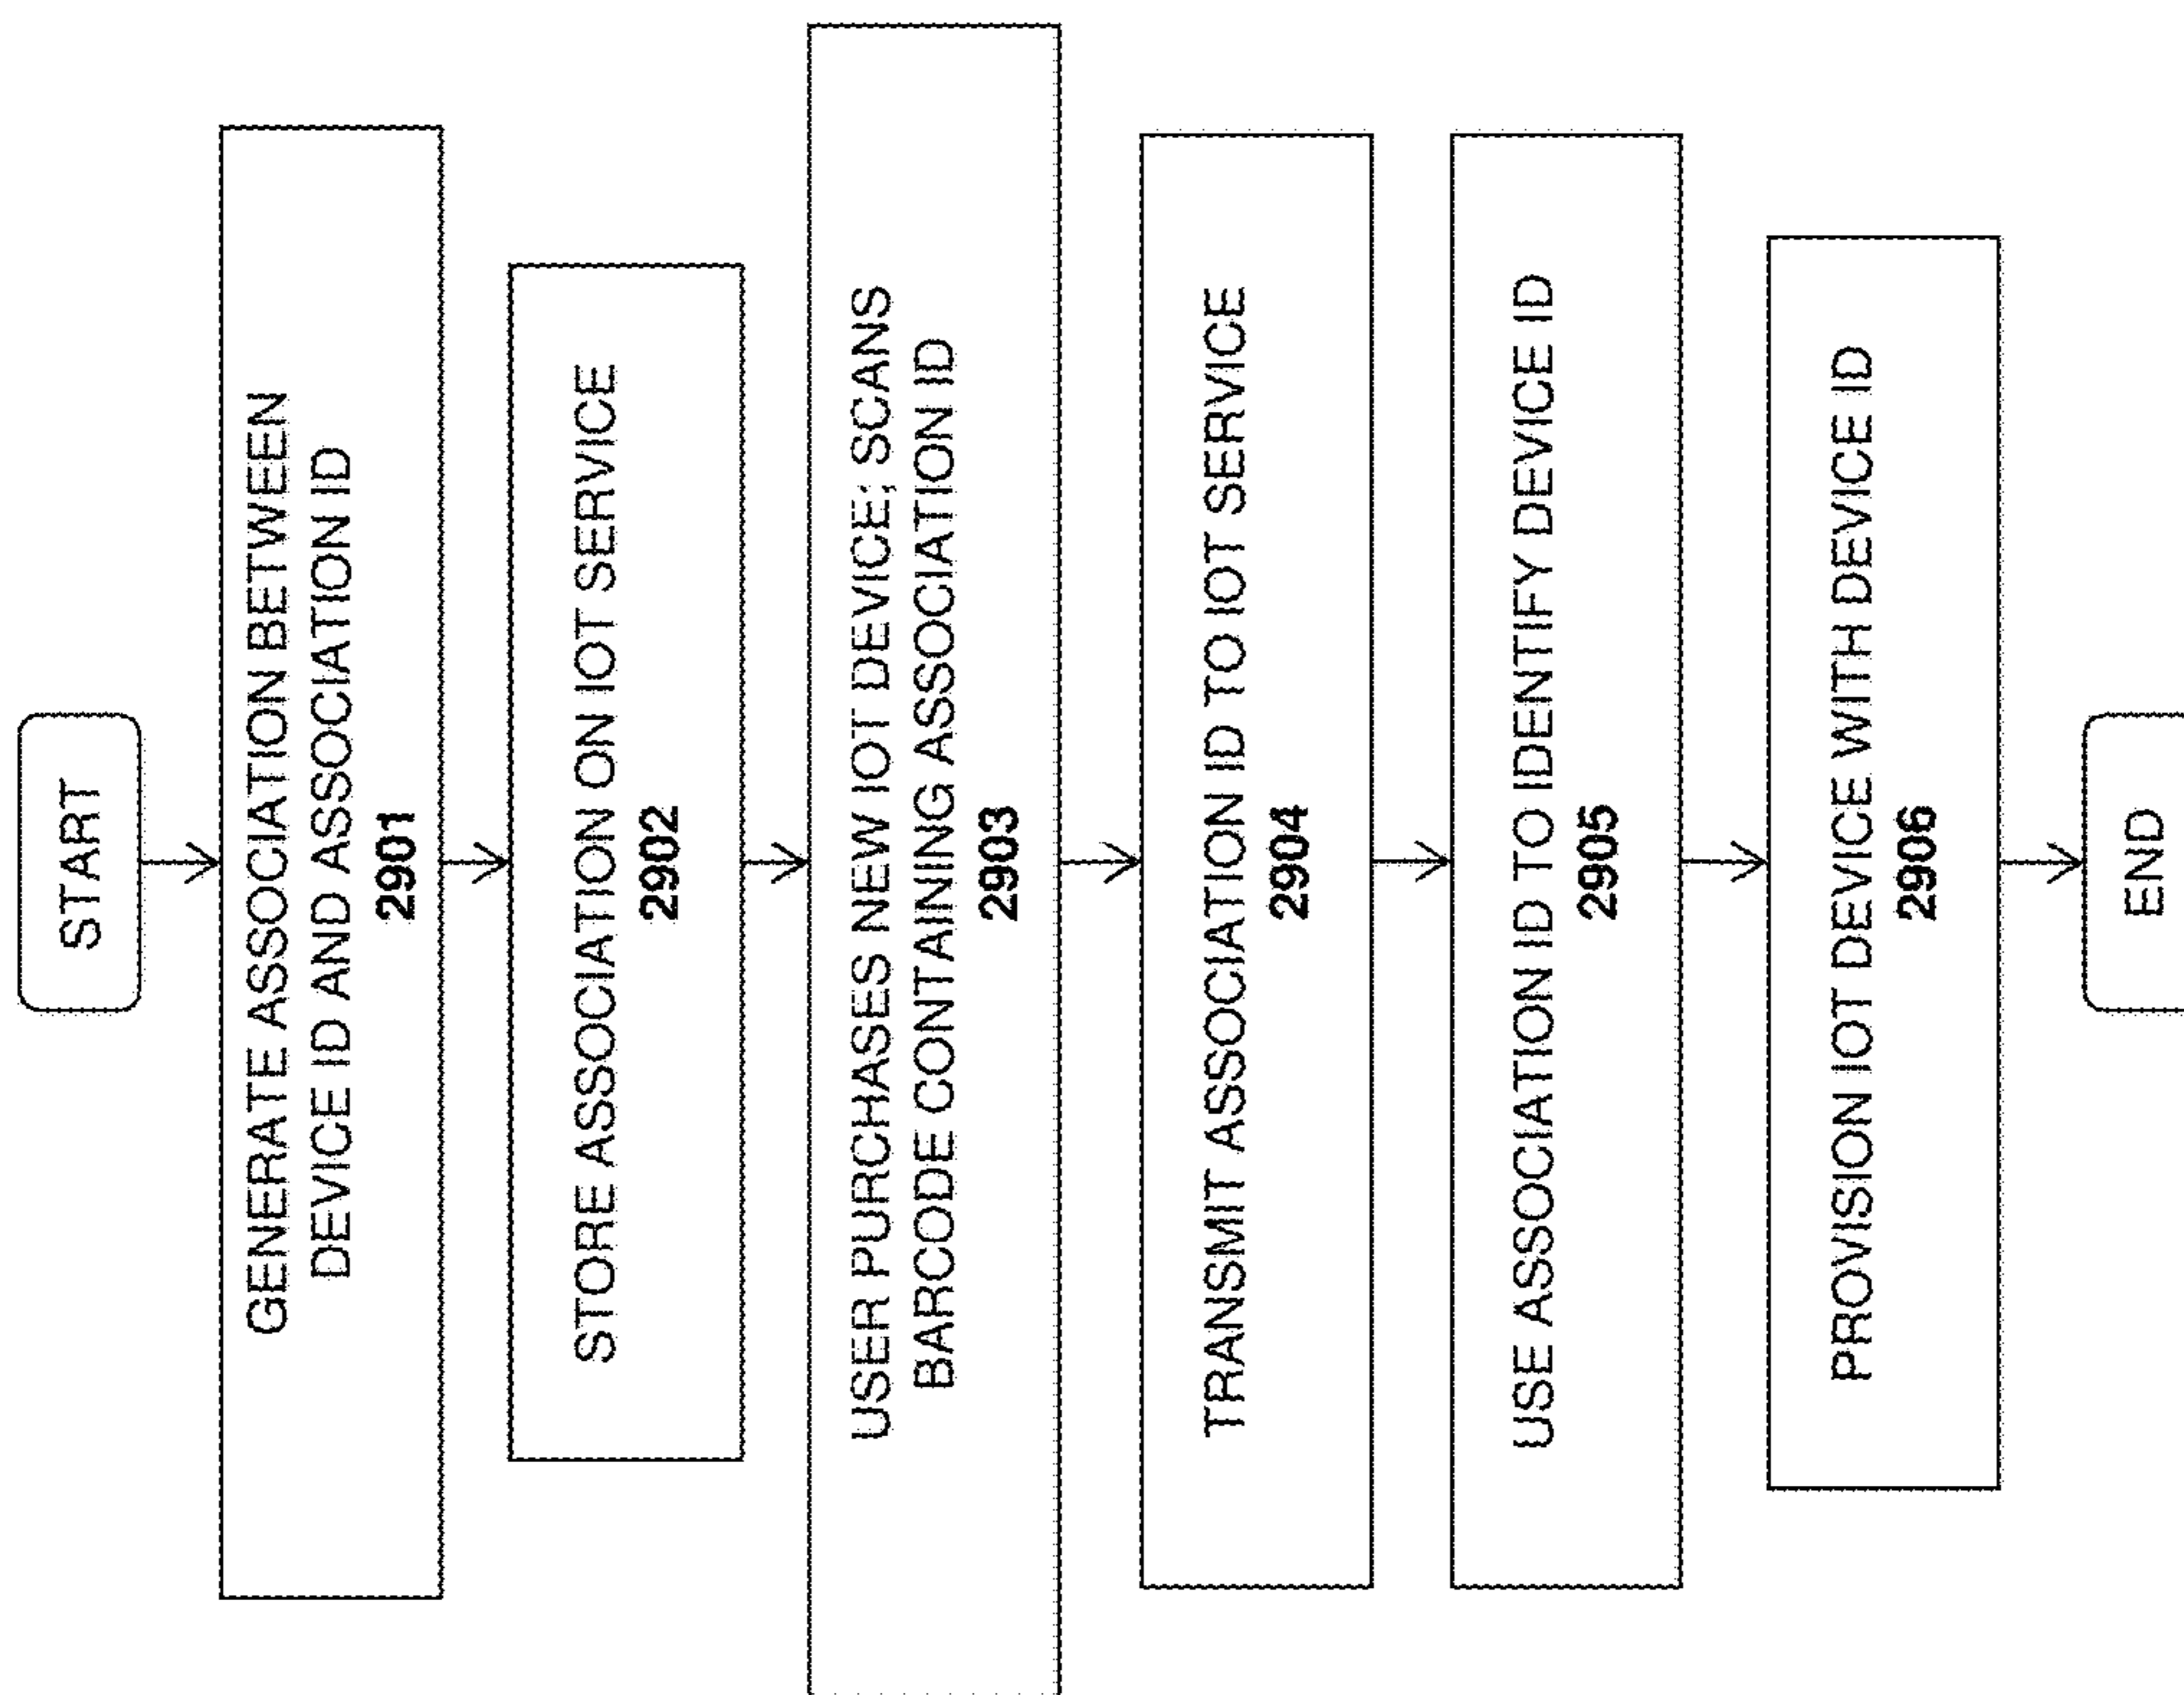 START
GENERATE ASSOCIATION BETWEEN
DEVICE ID AND ASSOCIATION ID
2901
STORE ASSOCIATION ON IOT SERVICE
2902
USER PURCHASES NEW IOT DEVICE; SCANS
BARCODE CONTAINING ASSOCIATION ID
2903
TRANSMIT ASSOCIATION ID TO IOT SERVICE
2904
USE ASSOCIATION ID TO IDENTIFY DEVICE ID
2905
PROVISION IOT DEVICE WITH DEVICE ID
2906
END